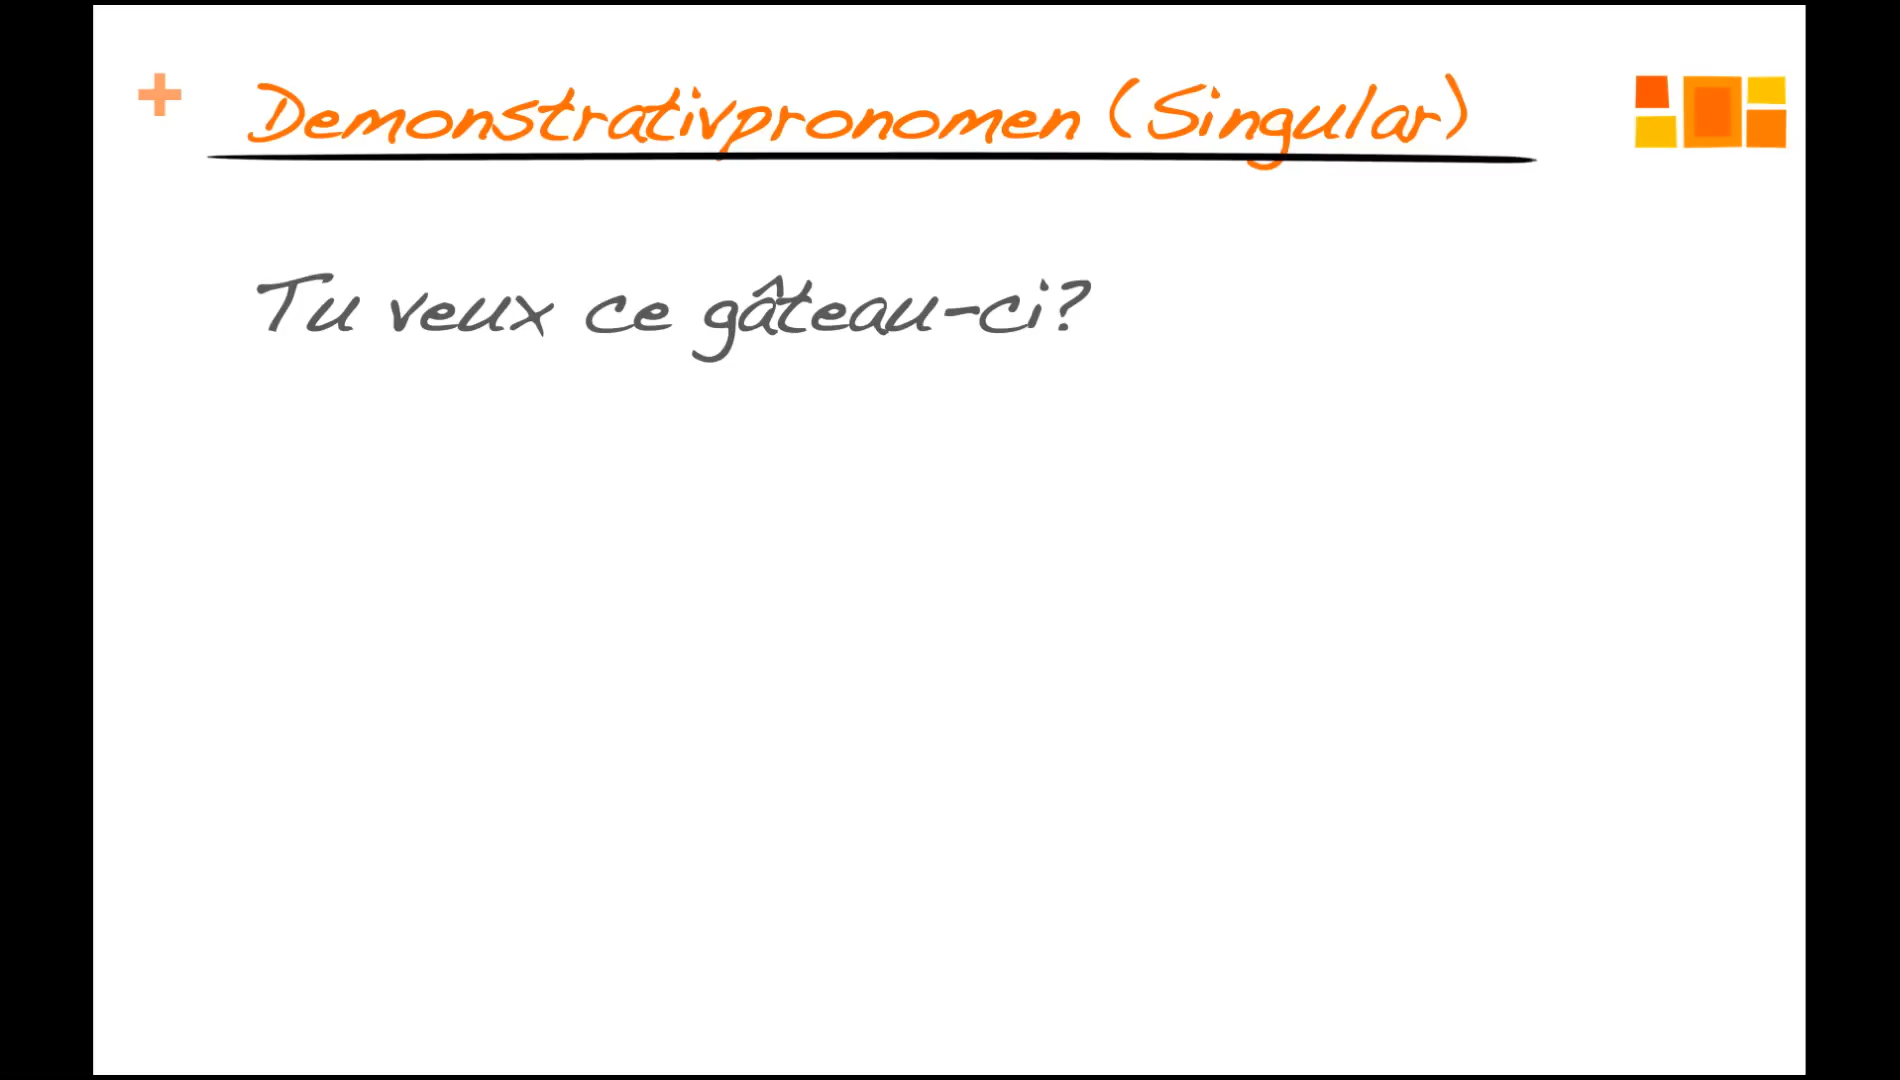 + Demonstrativpronomen (Singular)
Tu veux ce gâteau-ci?